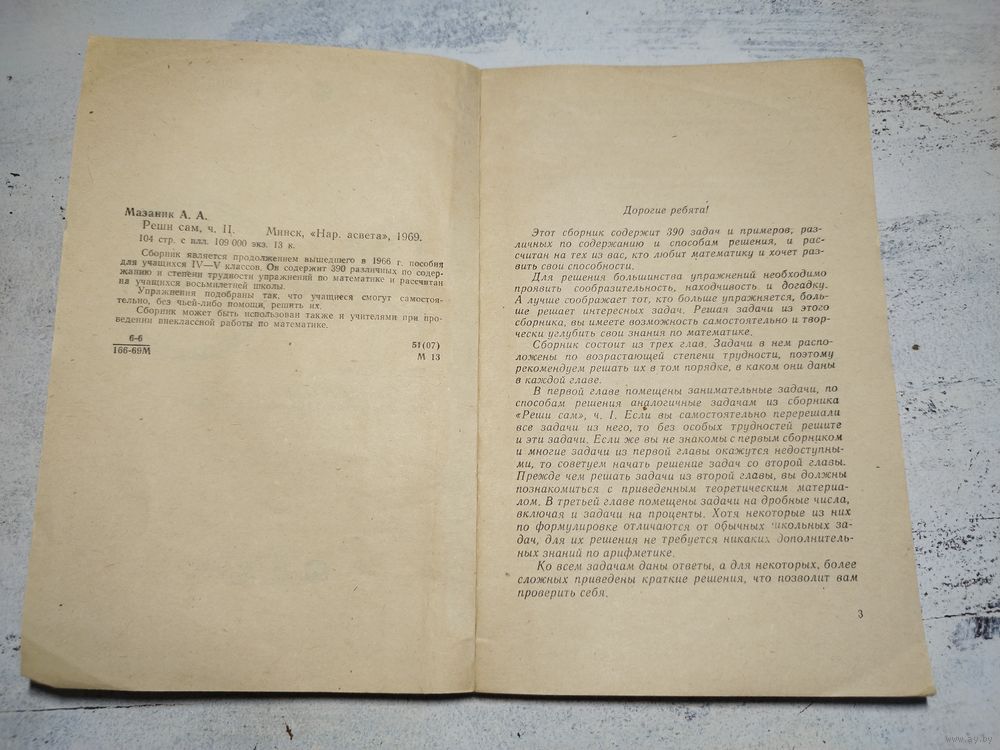 Мазаник А. А.
Реши сам, ч. II. Минск, «Нар. асвета», 1969.
104 стр. с илл. 109 000 экз. 13 к.
Сборник является продолжением вышедшего в 1966 г. пособия
для учащихся IV—V классов. Он содержит 390 различных по содер-
жанию и степени трудности упражнений по математике и рассчитан
на учащихся восьмилетней школы.
Упражнения подобраны так, что учащиеся смогут самостоя-
тельно, без чьей-либо помощи, решить их.
Сборник может быть использован также и учителями при про-
ведении внеклассной работы по математике.
6-6
166-69М
51(07)
М 13
Дорогие ребята!
Этот сборник содержит 390 задач и примеров, раз-
личных по содержанию и способам решения, и рас-
считан на тех из вас, кто любит математику и хочет раз-
вить свои способности.
Для решения большинства упражнений необходимо
проявить сообразительность, находчивость и догадку.
А лучше соображает тот, кто больше упражняется, боль-
ше решает интересных задач. Решая задачи из этого
сборника, вы имеете возможность самостоятельно и твор-
чески углубить свои знания по математике.
Сборник состоит из трех глав. Задачи в нем распо-
ложены по возрастающей степени трудности, поэтому
рекомендуем решать их в том порядке, в каком они даны
в каждой главе.
В первой главе помещены занимательные задачи, по
способам решения аналогичные задачам из сборника
«Реши сам», ч. I. Если вы самостоятельно перерешали
все задачи из него, то без особых трудностей решите
и эти задачи. Если же вы не знакомы с первым сборником
и многие задачи из первой главы окажутся недоступны-
ми, то советуем начать решение задач со второй главы.
Прежде чем решать задачи из второй главы, вы должны
познакомиться с приведенным теоретическим материа-
лом. В третьей главе помещены задачи на дробные числа,
включая и задачи на проценты. Хотя некоторые из них
по формулировке отличаются от обычных школьных за-
дач, для их решения не требуется никаких дополнитель-
ных знаний по арифметике.
Ко всем задачам даны ответы, а для некоторых, более
сложных приведены краткие решения, что позволит вам
проверить себя.
3
www.ay.by